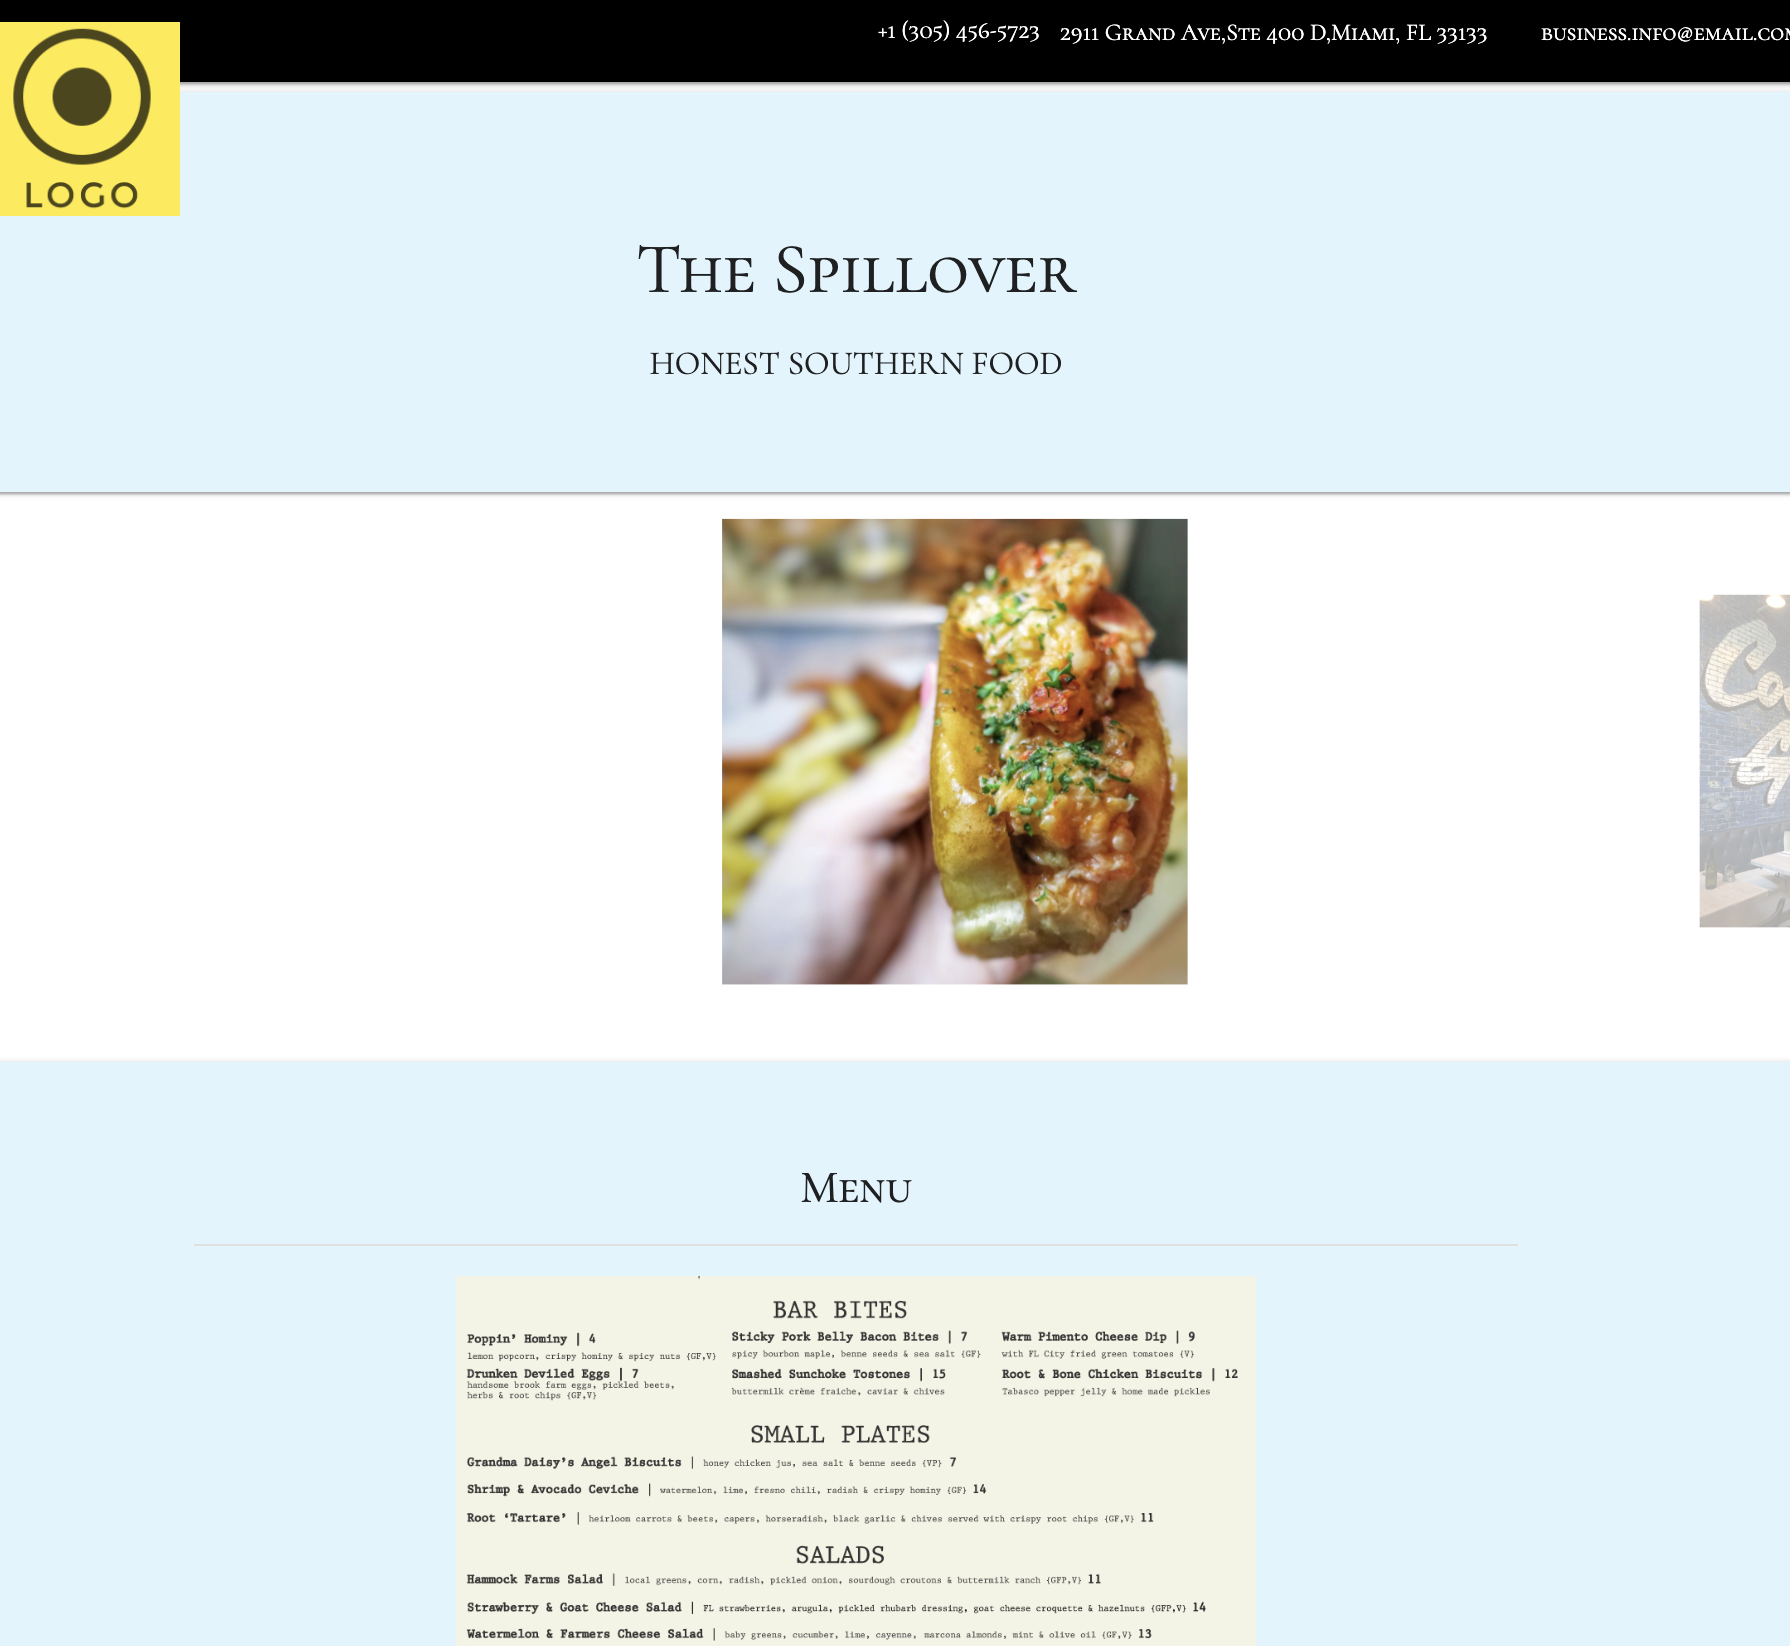 +1 (305) 456-5723 2911 Grand Ave,Ste 400 D,Miami, FL 33133 business.info@email.com
LOGO
The Spillover
HONEST SOUTHERN FOOD
Menu
BAR BITES
Poppin' Hominy | 4
lemon popcorn, crispy hominy & spicy nuts {GF,V}
Drunken Deviled Eggs | 7
handsome brook farm eggs, pickled beets,
herbs & root chips {GF,V}
Sticky Pork Belly Bacon Bites | 7
spicy bourbon maple, benne seeds & sea salt {GF}
Smashed Sunchoke Tostones | 15
buttermilk crème fraiche, caviar & chives
Warm Pimento Cheese Dip | 9
with FL City fried green tomatoes {V}
Root & Bone Chicken Biscuits | 12
Tabasco pepper jelly & home made pickles
SMALL PLATES
Grandma Daisy's Angel Biscuits | honey chicken jus, sea salt & benne seeds {VP} 7
Shrimp & Avocado Ceviche | watermelon, lime, fresno chili, radish & crispy hominy {GF} 14
Root ‘Tartare’ | heirloom carrots & beets, capers, horseradish, black garlic & chives served with crispy root chips {GF,V} 11
SALADS
Hammock Farms Salad | local greens, corn, radish, pickled onion, sourdough croutons & buttermilk ranch {GFP,V} 11
Strawberry & Goat Cheese Salad | FL strawberries, arugula, pickled rhubarb dressing, goat cheese croquette & hazelnuts {GFP,V} 14
Watermelon & Farmers Cheese Salad | baby greens, cucumber, lime, cayenne, marcona almonds, mint & olive oil {GF,V} 13